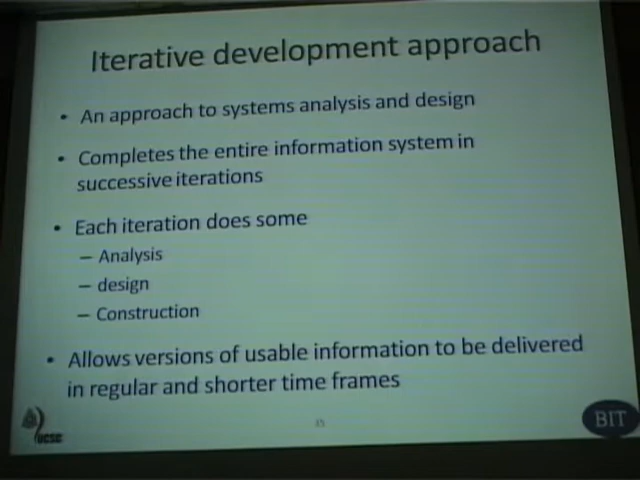 Iterative development approach
• An approach to systems analysis and design
• Completes the entire information system in
successive iterations
• Each iteration does some
– Analysis
– design
– Construction
• Allows versions of usable information to be delivered
in regular and shorter time frames
UCSC
BIT